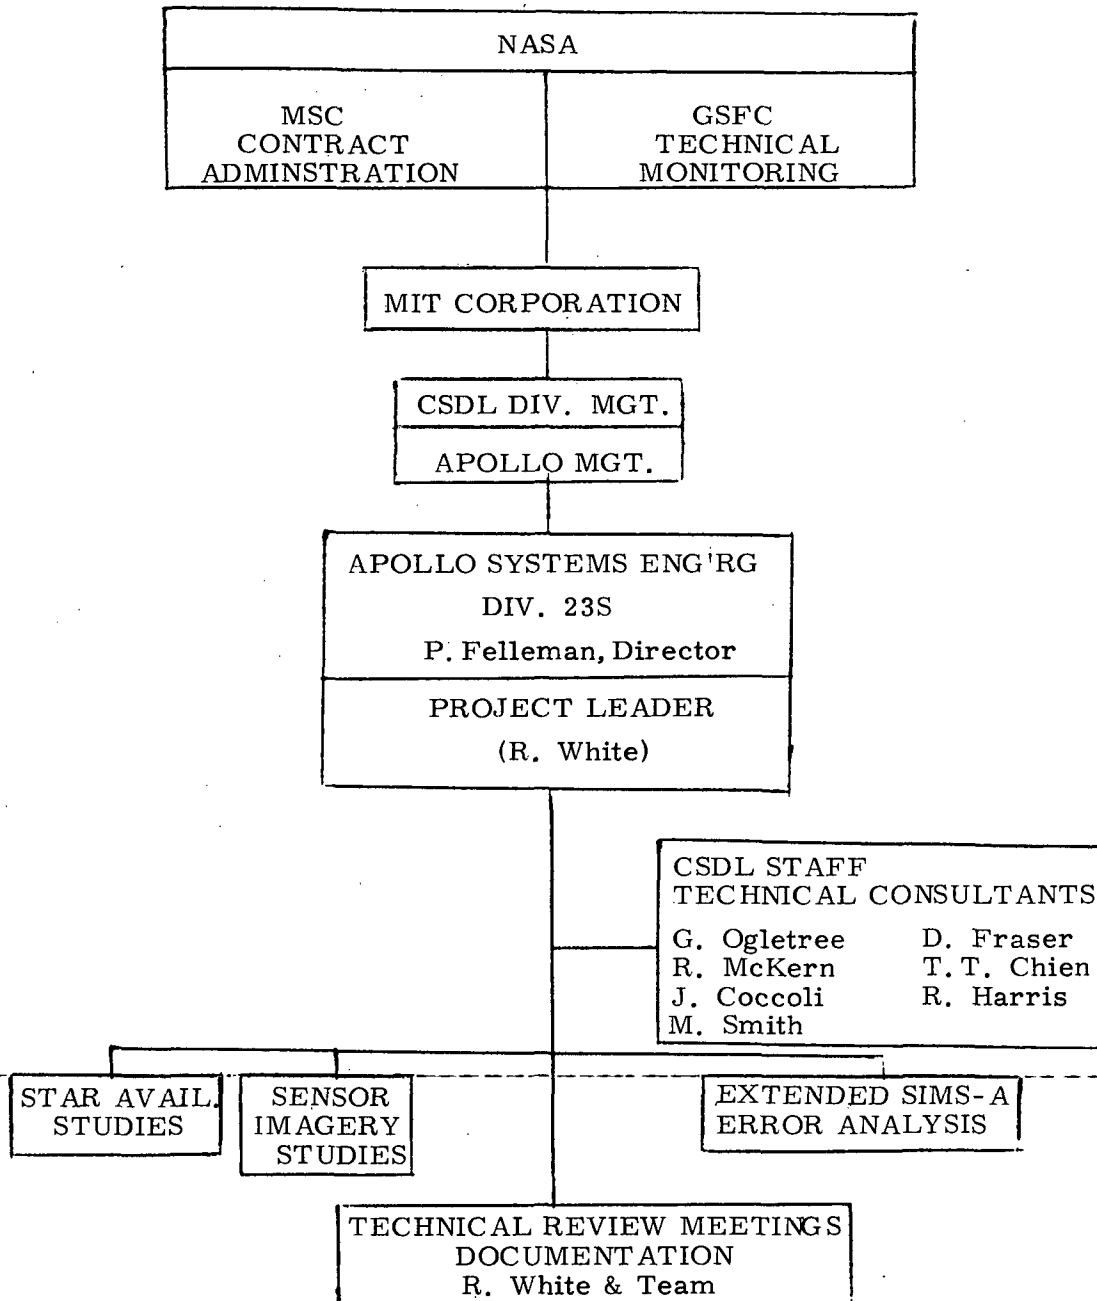 NASA
MSC
CONTRACT
ADMINSTRATION
GSFC
TECHNICAL
MONITORING
MIT CORPORATION
CSDL DIV. MGT.
APOLLO MGT.
APOLLO SYSTEMS ENG'RG
DIV. 23S
P. Felleman, Director
PROJECT LEADER
(R. White)
CSDL STAFF
TECHNICAL CONSULTANTS
G. Ogletree D. Fraser
R. McKern T. T. Chien
J. Coccoli R. Harris
M. Smith
STAR AVAIL.
STUDIES
SENSOR
IMAGERY
STUDIES
EXTENDED SIMS-A
ERROR ANALYSIS
TECHNICAL REVIEW MEETINGS
DOCUMENTATION
R. White & Team